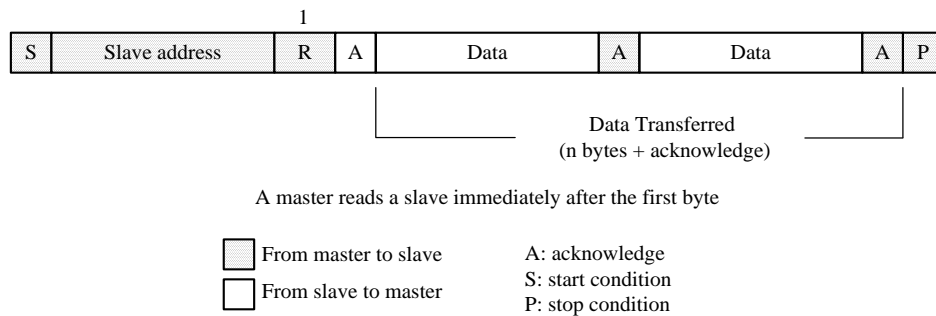 1
S Slave address R A Data A Data A P
Data Transferred
(n bytes + acknowledge)
A master reads a slave immediately after the first byte
From master to slave
From slave to master
A: acknowledge
S: start condition
P: stop condition